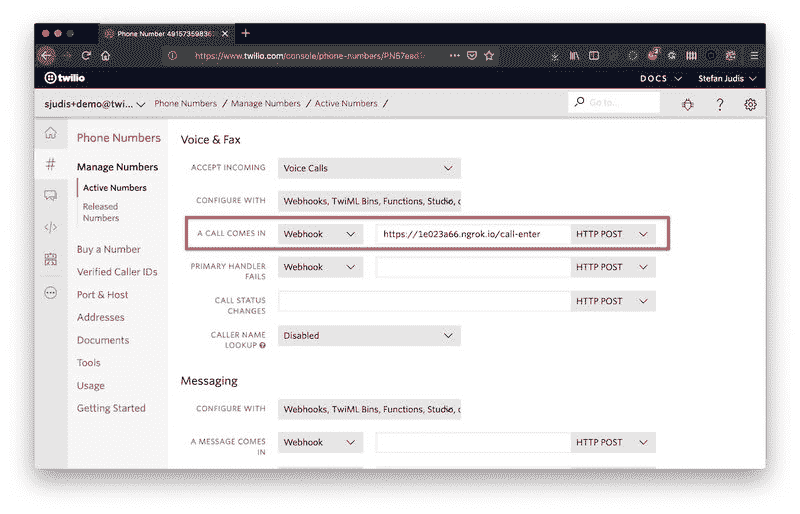 Phone Number 4915735983
https://www.twilio.com/console/phone-numbers/PN57ead
twilio
DOCS
Stefan Judis
sjudis+demo@twi...
Phone Numbers / Manage Numbers / Active Numbers /
Go to...
Phone Numbers
Manage Numbers
Active Numbers
Released
Numbers
Buy a Number
Verified Caller IDs
Port & Host
Addresses
Documents
Tools
Usage
Getting Started
Voice & Fax
ACCEPT INCOMING
Voice Calls
CONFIGURE WITH
Webhooks, TwiML Bins, Functions, Studio,
A CALL COMES IN
Webhook
https://1e023a66.ngrok.io/call-enter
HTTP POST
PRIMARY HANDLER
FAILS
Webhook
HTTP POST
CALL STATUS
CHANGES
HTTP POST
CALLER NAME
LOOKUP
Disabled
Messaging
CONFIGURE WITH
Webhooks, TwiML Bins, Functions, Studio,
A MESSAGE COMES
IN
Webhook
HTTP POST